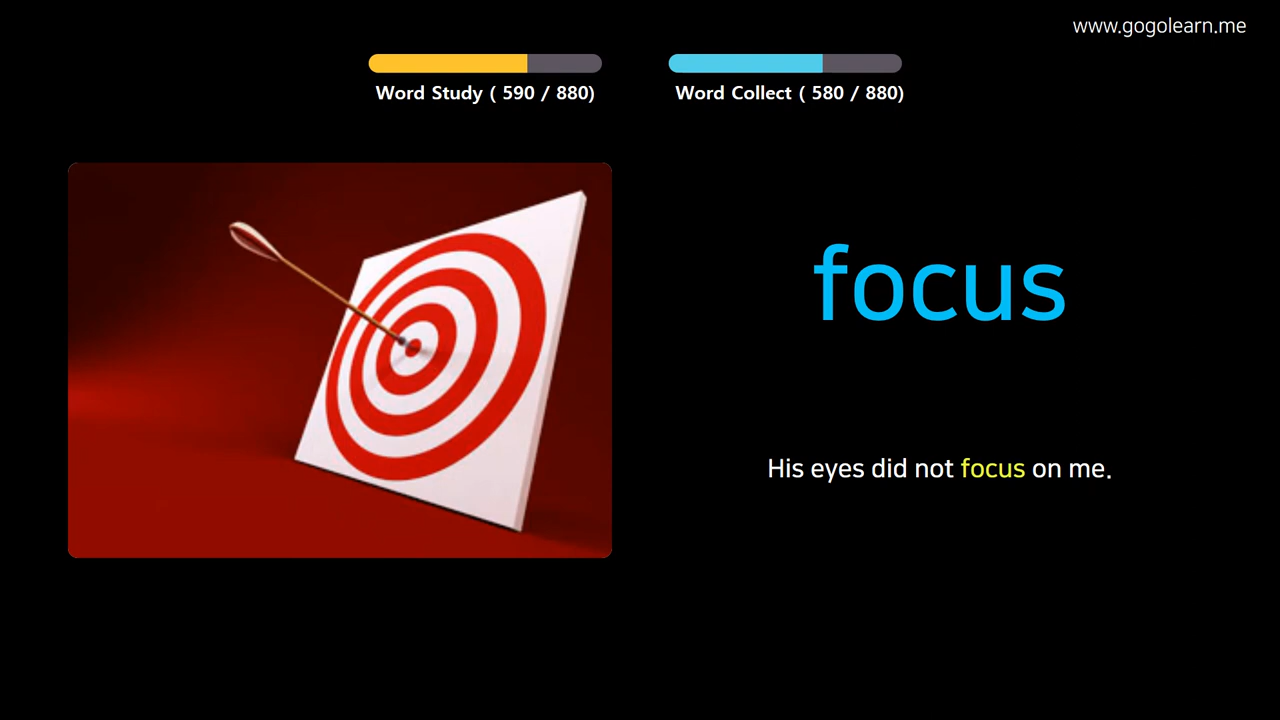 www.gogolearn.me
Word Study ( 590 / 880)
Word Collect ( 580 / 880)
focus
His eyes did not focus on me.